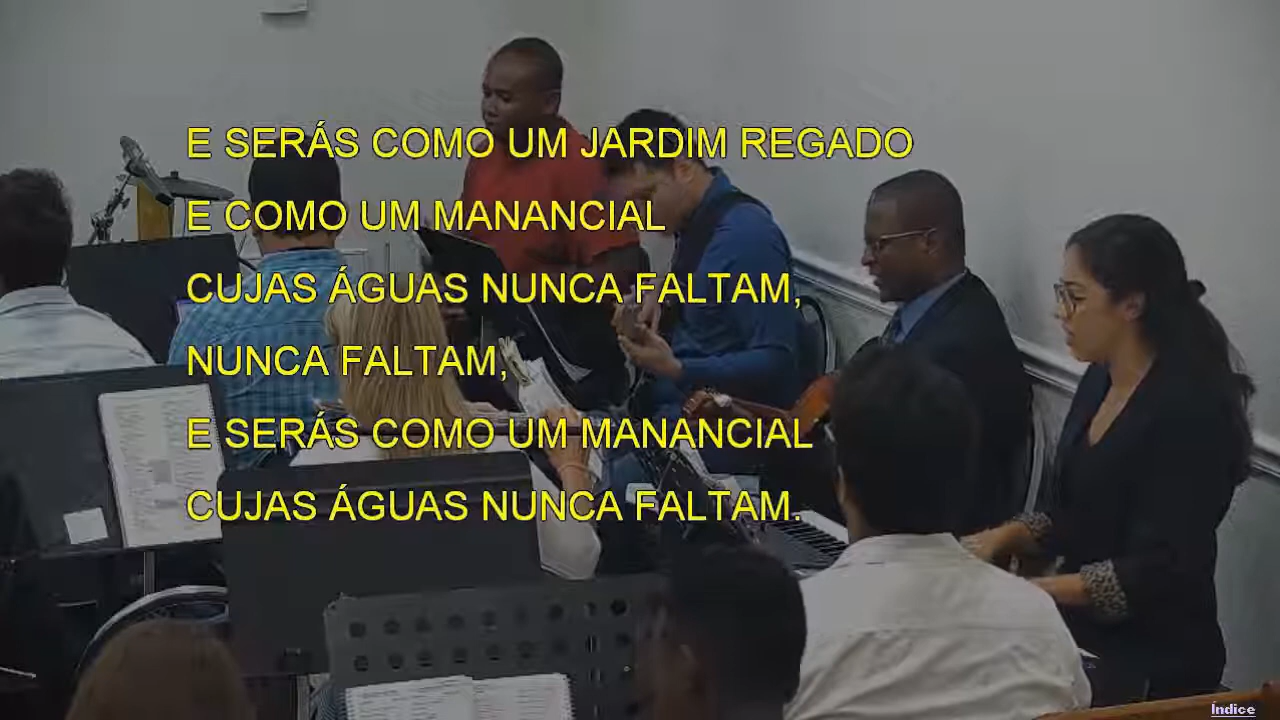 E SERÁS COMO UM JARDIM REGADO
E COMO UM MANANCIAL
CUJAS ÁGUAS NUNCA FALTAM,
NUNCA FALTAM,
E SERÁS COMO UM MANANCIAL
CUJAS ÁGUAS NUNCA FALTAM.
Índice